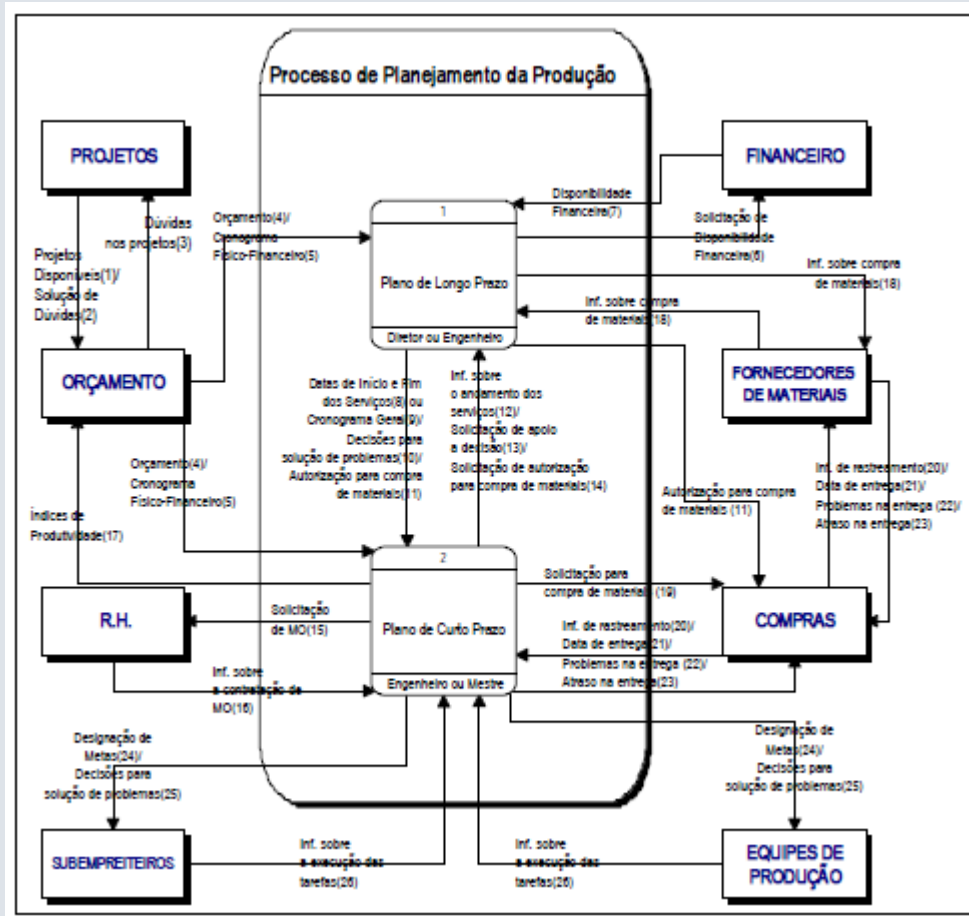 Processo de Planejamento da Produção
PROJETOS
FINANCEIRO
Dúvidas
nos projetos(3)
Projetos
Disponíveis(1)/
Solução de
Dúvidas(2)
Orçamento(4)/
Cronograma
Físico-Financeiro(5)
1
Plano de Longo Prazo
Diretor ou Engenheiro
Disponibilidade
Financeira(7)
Solicitação de
Disponibilidade
Financeira(6)
Inf. sobre compra
de materiais(18)
Inf. sobre compra
de materiais(18)
ORÇAMENTO
FORNECEDORES
DE MATERIAIS
Datas de Início e Fim
dos Serviços(8) ou
Cronograma Geral(9)/
Decisões para
solução de problemas(10)/
Autorização para compra
de materiais(11)
Inf. sobre
o andamento dos
serviços(12)/
Solicitação de apoio
a decisão(13)/
Solicitação de autorização
para compra de materiais(14)
Orçamento(4)/
Cronograma
Físico-Financeiro(5)
Índices de
Produtividade(17)
Autorização para compra
de materiais (11)
Inf. de rastreamento(20)/
Data de entrega(21)/
Problemas na entrega (22)/
Atraso na entrega(23)
2
Plano de Curto Prazo
Engenheiro ou Mestre
R.H.
Solicitação
de MO(15)
Inf. sobre
a contratação de
MO(16)
Solicitação para
compra de materiais (19)
COMPRAS
Inf. de rastreamento(20)/
Data de entrega(21)/
Problemas na entrega (22)/
Atraso na entrega(23)
Designação de
Metas(24)/
Decisões para
solução de problemas(25)
Designação de
Metas(24)/
Decisões para
solução de problemas(25)
SUBEMPREITEIROS
Inf. sobre
a execução das
tarefas(26)
Inf. sobre
a execução das
tarefas(26)
EQUIPES DE
PRODUÇÃO